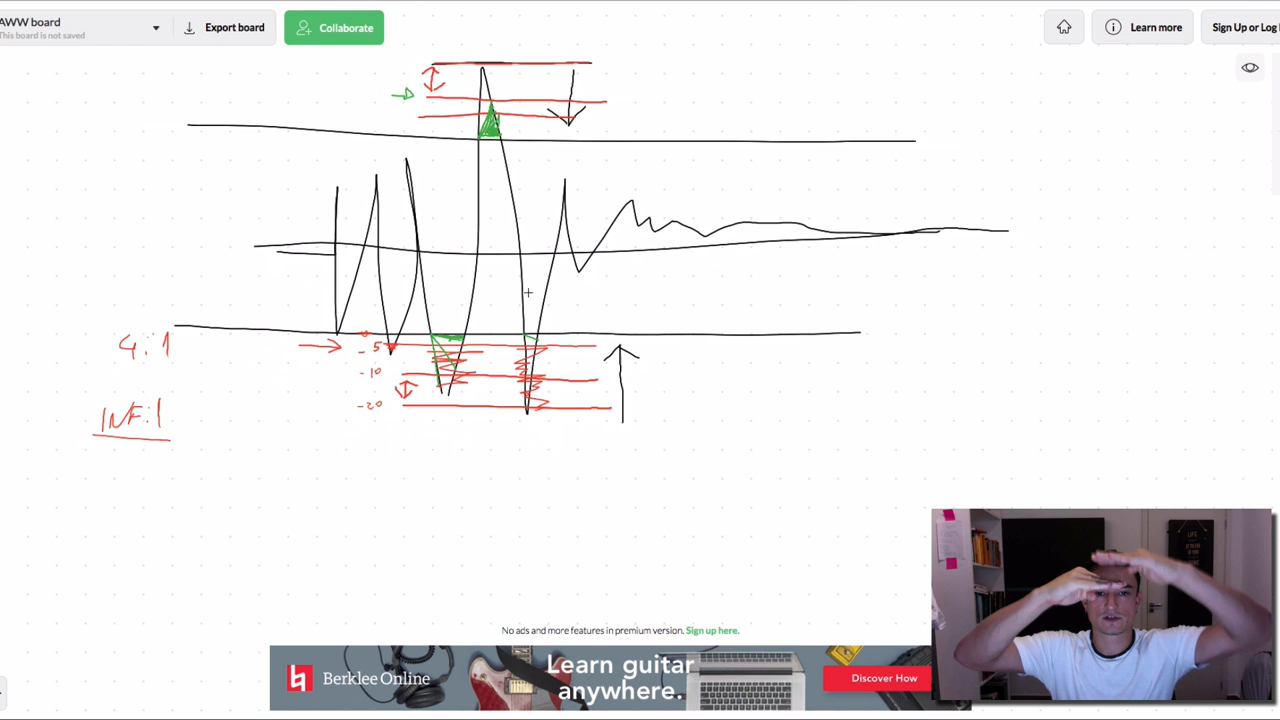 AWW board
This board is not saved
Export board
Collaborate
Learn more
Sign Up or Log
4:1
INF:1
0
- 5
-10
-20
No ads and more features in premium version. Sign up here.
Berklee Online
Learn guitar
anywhere.
Discover How
LIFE